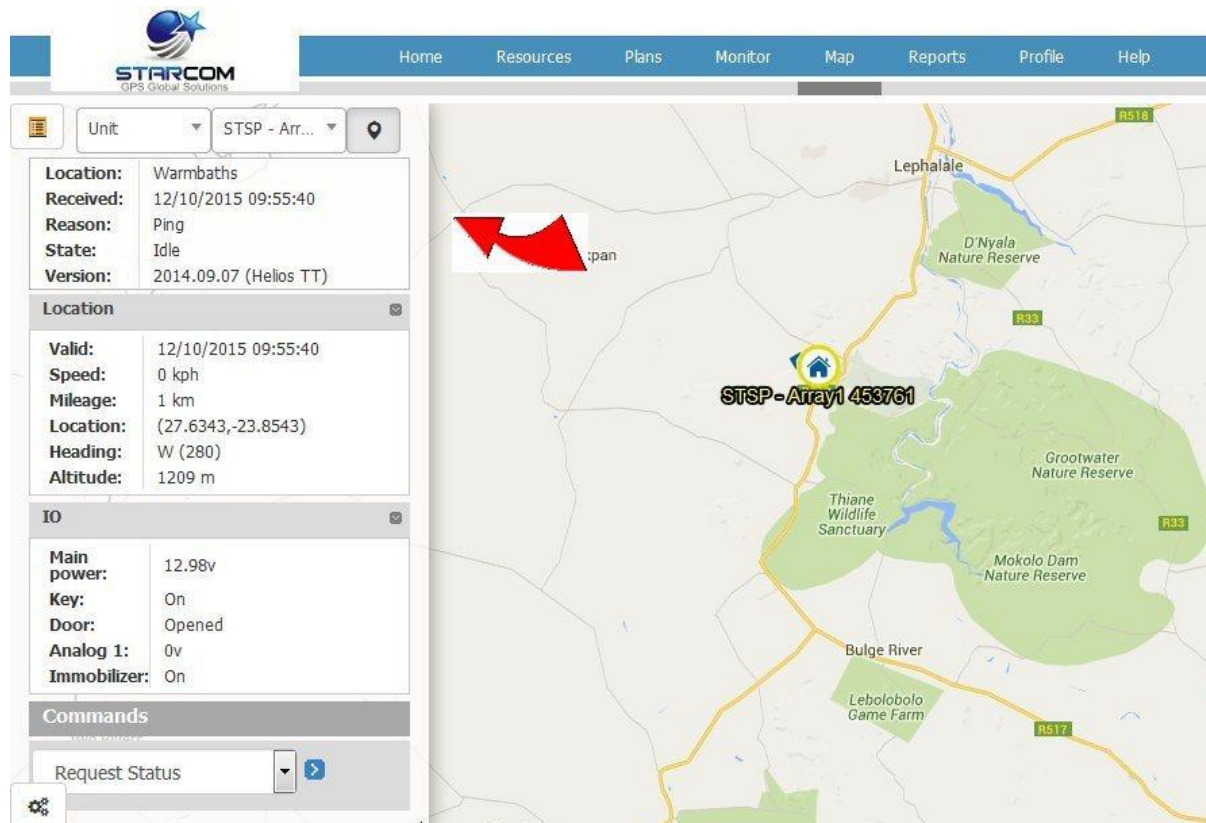 STARCOM
GPS Global Solutions
Home Resources Plans Monitor Map Reports Profile Help
Unit STSP - Arr...
Location: Warmbaths
Received: 12/10/2015 09:55:40
Reason: Ping
State: Idle
Version: 2014.09.07 (Helios TT)
Location
Valid: 12/10/2015 09:55:40
Speed: 0 kph
Mileage: 1 km
Location: (27.6343,-23.8543)
Heading: W (280)
Altitude: 1209 m
IO
Main
power: 12.98v
Key: On
Door: Opened
Analog 1: 0v
Immobilizer: On
Commands
Request Status
R518
Lephalale
D'Nyala
Nature Reserve
R33
STSP - Array1 453761
Grootwater
Nature Reserve
Thiane
Wildlife
Sanctuary
R33
Mokolo Dam
Nature Reserve
Bulge River
Lebolobolo
Game Farm
R517